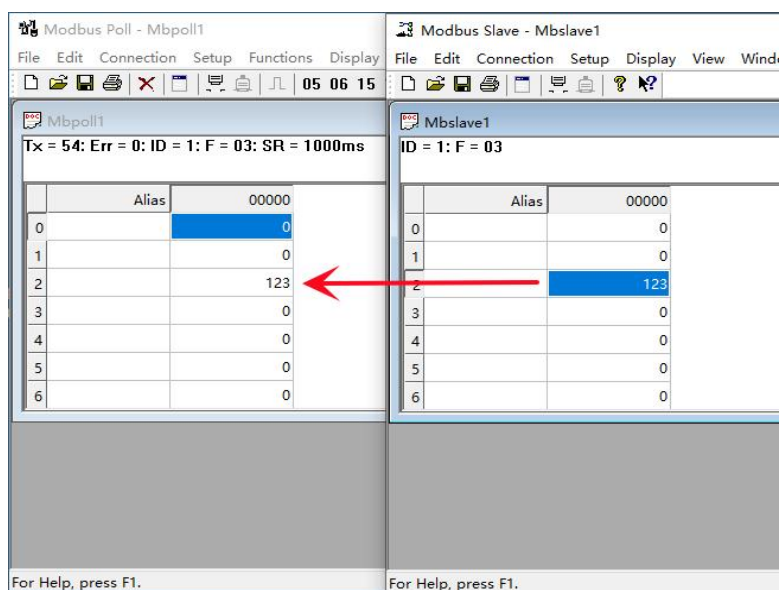 Modbus Poll - Mbpoll1
File Edit Connection Setup Functions Display
05 06 15
Mbpoll1
Tx = 54: Err = 0: ID = 1: F = 03: SR = 1000ms
Alias 00000
0 0
1 0
2 123
3 0
4 0
5 0
6 0
For Help, press F1.
Modbus Slave - Mbslave1
File Edit Connection Setup Display View Windo
Mbslave1
ID = 1: F = 03
Alias 00000
0 0
1 0
2 123
3 0
4 0
5 0
6 0
For Help, press F1.